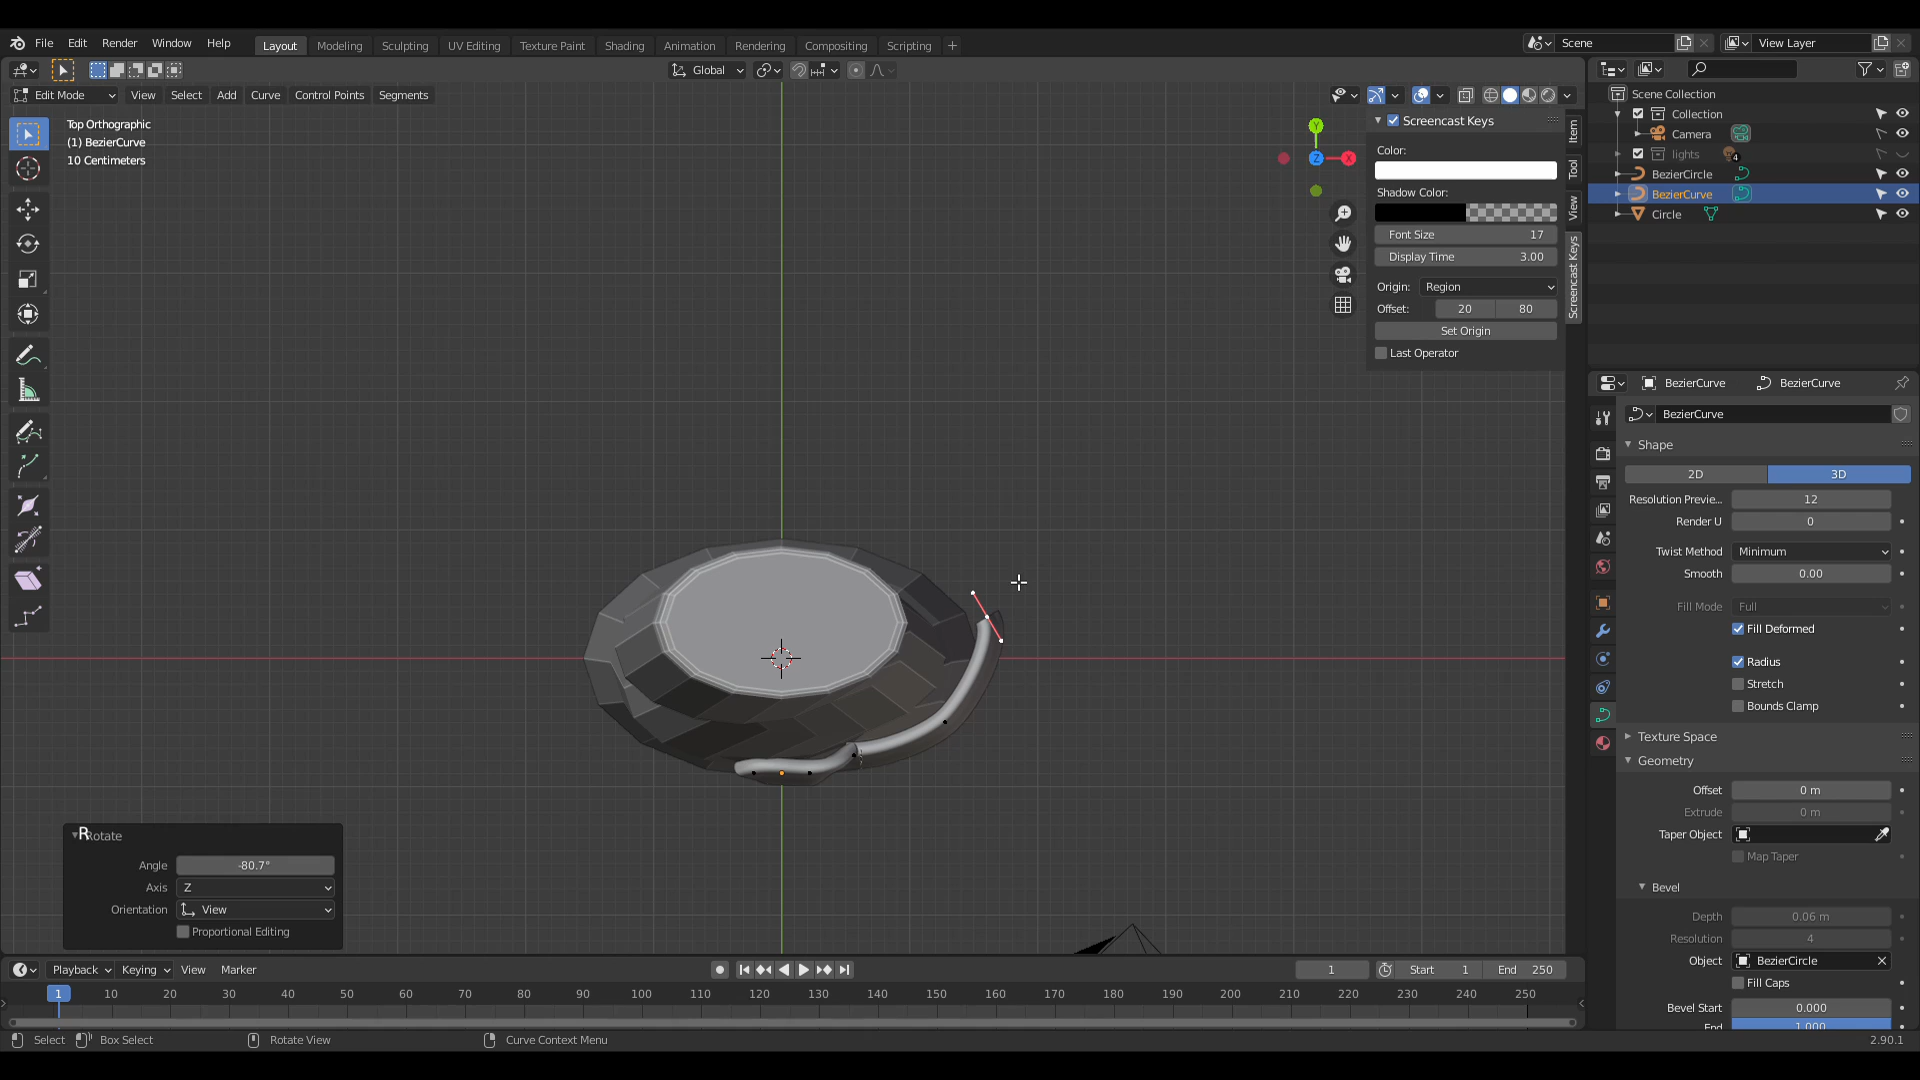 File Edit Render Window Help Layout Modeling Sculpting UV Editing Texture Paint Shading Animation Rendering Compositing Scripting + Scene View Layer
Global
Edit Mode View Select Add Curve Control Points Segments
Top Orthographic
(1) BezierCurve
10 Centimeters
Y
Z
X
Screencast Keys
Color:
Shadow Color:
Font Size 17
Display Time 3.00
Origin: Region
Offset: 20 80
Set Origin
Last Operator
Item
Tool
View
Screencast Keys
Scene Collection
Collection
Camera
lights 4
BezierCircle
BezierCurve
Circle
BezierCurve BezierCurve
BezierCurve
Shape
2D 3D
Resolution Previe... 12
Render U 0
Twist Method Minimum
Smooth 0.00
Fill Mode Full
Fill Deformed
Radius
Stretch
Bounds Clamp
Texture Space
Geometry
Offset 0 m
Extrude 0 m
Taper Object
Map Taper
Bevel
Depth 0.06 m
Resolution 4
Object BezierCircle
Fill Caps
Bevel Start 0.000
End 1.000
R
Rotate
Angle -80.7°
Axis Z
Orientation View
Proportional Editing
Playback Keying View Marker 1 Start 1 End 250
1 10 20 30 40 50 60 70 80 90 100 110 120 130 140 150 160 170 180 190 200 210 220 230 240 250
Select Box Select Rotate View Curve Context Menu 2.90.1